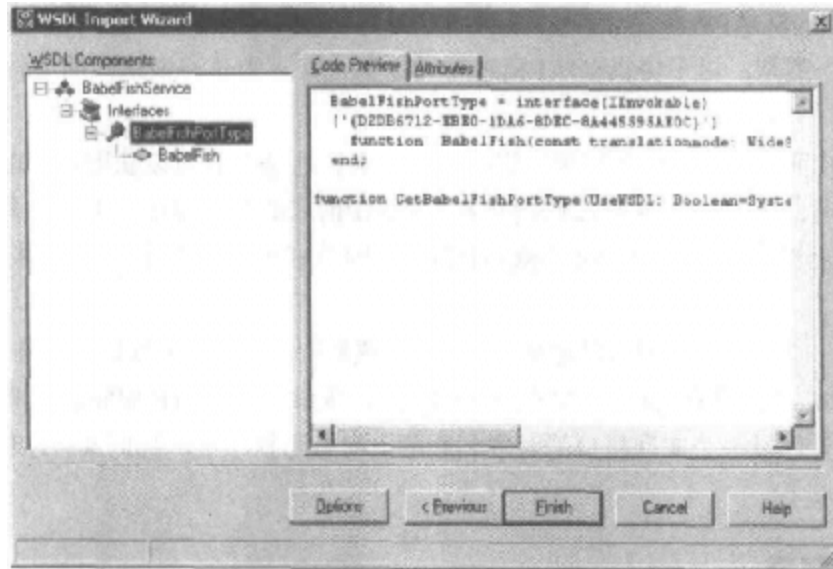 WSDL Import Wizard
WSDL Components:
BabelFishService
Interfaces
BabelFishPortType
BabelFish
Code Preview
Attributes
BabelFishPortType = interface(IInvokable)
function BabelFish(const translationmode: WideS
end;
function GetBabelFishPortType(UseWSDL: Boolean=Syste
Options
< Previous
Finish
Cancel
Help